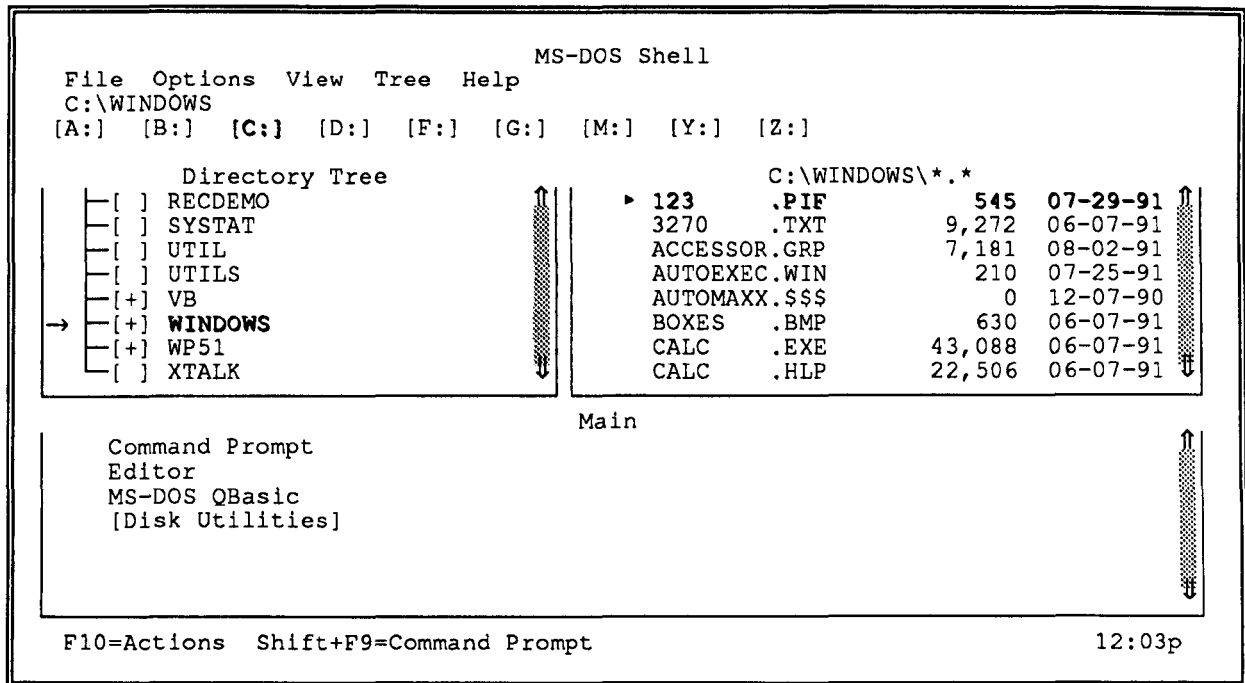 MS-DOS Shell
File Options View Tree Help
C:\WINDOWS
[A:] [B:] [C:] [D:] [F:] [G:] [M:] [Y:] [Z:]
Directory Tree
[ ] RECDEMO
[ ] SYSTAT
[ ] UTIL
[ ] UTILS
[+] VB
→ [+] WINDOWS
[+] WP51
[ ] XTALK
C:\WINDOWS\*.*
▸ 123 .PIF 545 07-29-91
3270 .TXT 9,272 06-07-91
ACCESSOR.GRP 7,181 08-02-91
AUTOEXEC.WIN 210 07-25-91
AUTOMAXX.$$$ 0 12-07-90
BOXES .BMP 630 06-07-91
CALC .EXE 43,088 06-07-91
CALC .HLP 22,506 06-07-91
Main
Command Prompt
Editor
MS-DOS QBasic
[Disk Utilities]
F10=Actions Shift+F9=Command Prompt 12:03p